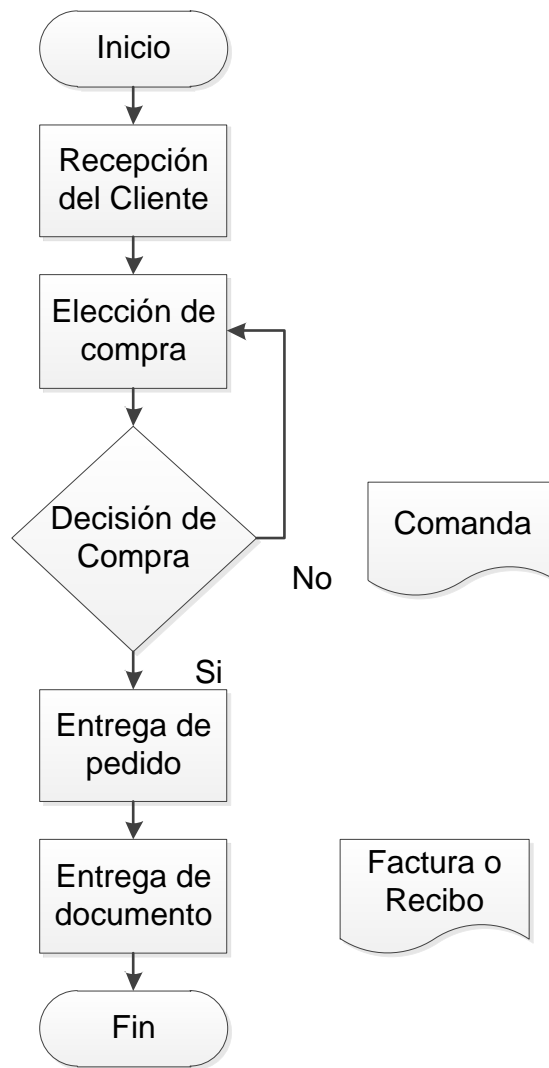 Inicio
Recepción
del Cliente
Elección de
compra
Decisión de
Compra
Comanda
No
Si
Entrega de
pedido
Entrega de
documento
Factura o
Recibo
Fin